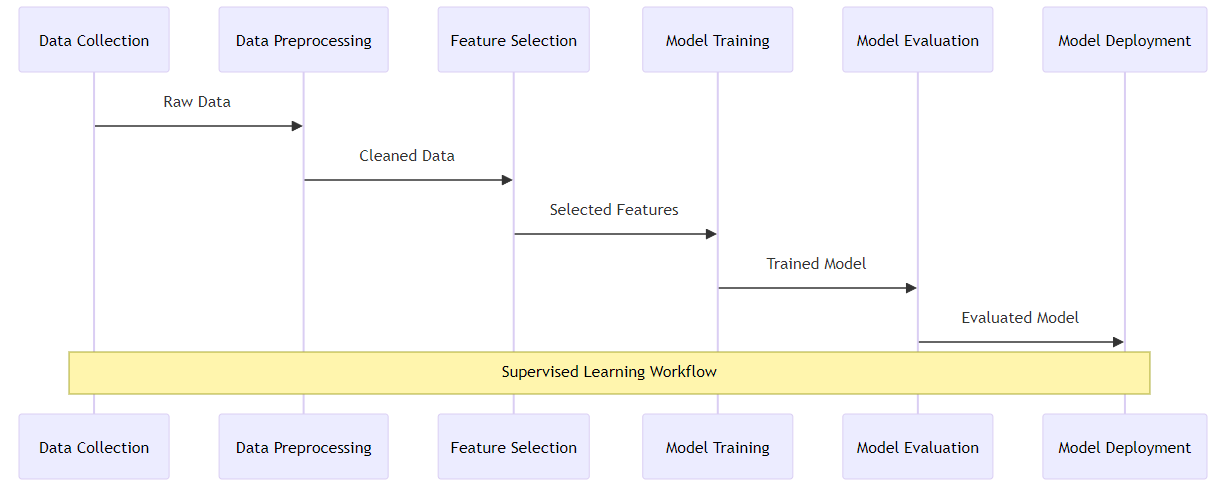 Data Collection
Data Preprocessing
Feature Selection
Model Training
Model Evaluation
Model Deployment
Raw Data
Cleaned Data
Selected Features
Trained Model
Evaluated Model
Supervised Learning Workflow
Data Collection
Data Preprocessing
Feature Selection
Model Training
Model Evaluation
Model Deployment